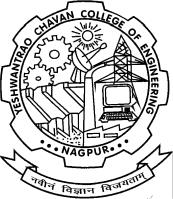 YESHWANTRAO CHAVAN COLLEGE OF ENGINEERING
NAGPUR
नवीनं विज्ञान विजयताम्